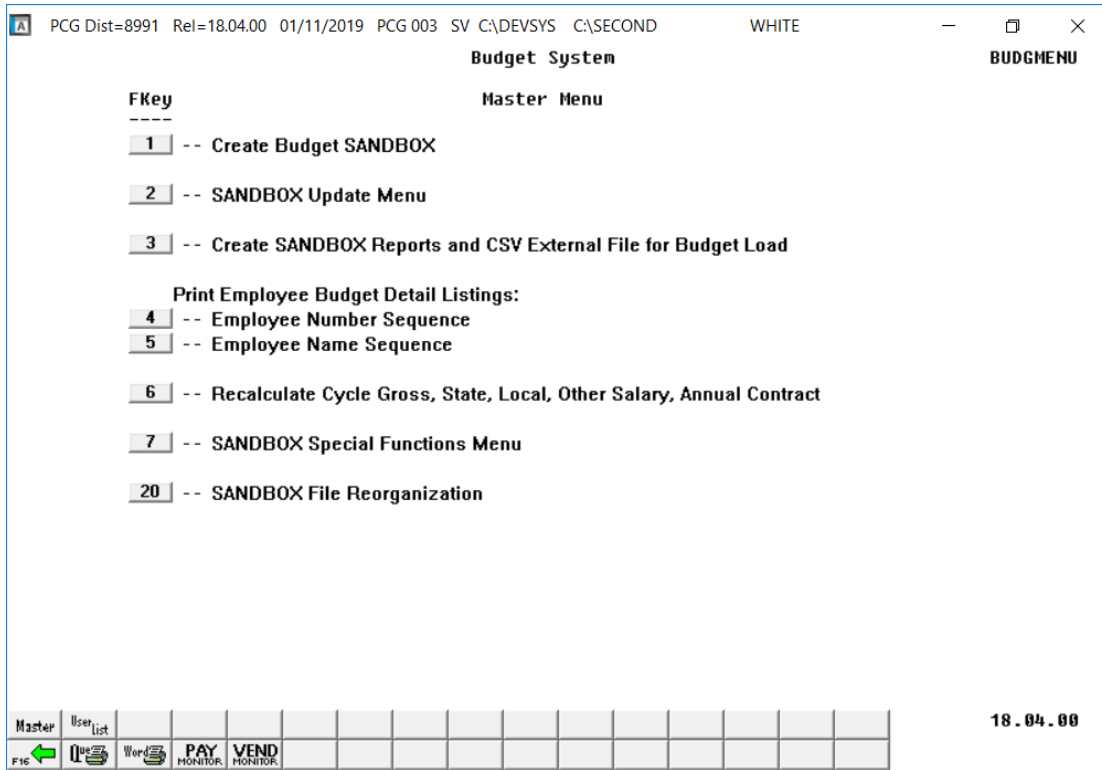 A PCG Dist=8991 Rel=18.04.00 01/11/2019 PCG 003 SV C:\DEVSYS C:\SECOND WHITE
Budget System BUDGMENU
FKey Master Menu
----
1 -- Create Budget SANDBOX
2 -- SANDBOX Update Menu
3 -- Create SANDBOX Reports and CSV External File for Budget Load
Print Employee Budget Detail Listings:
4 -- Employee Number Sequence
5 -- Employee Name Sequence
6 -- Recalculate Cycle Gross, State, Local, Other Salary, Annual Contract
7 -- SANDBOX Special Functions Menu
20 -- SANDBOX File Reorganization
Master User List 18.04.00
F16 Que Word PAY MONITOR VEND MONITOR